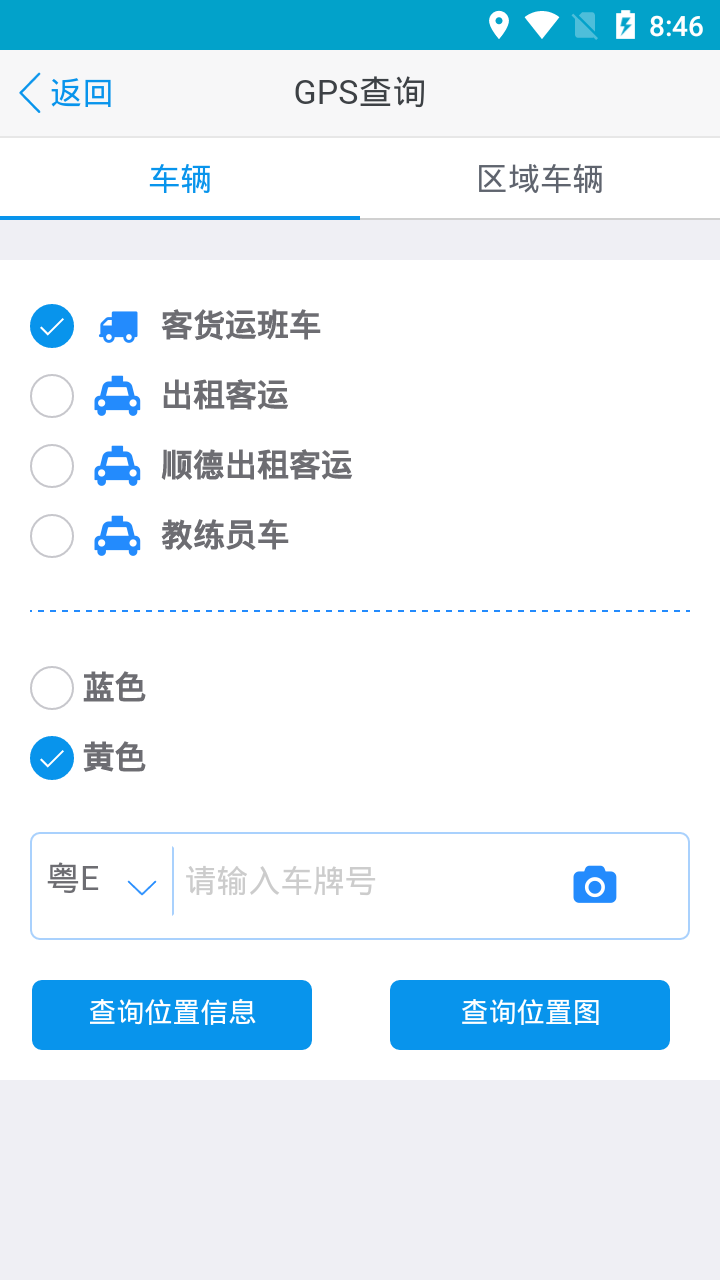 8:46
返回
GPS查询
车辆
区域车辆
客货运班车
出租客运
顺德出租客运
教练员车
蓝色
黄色
粤E
请输入车牌号
查询位置信息
查询位置图